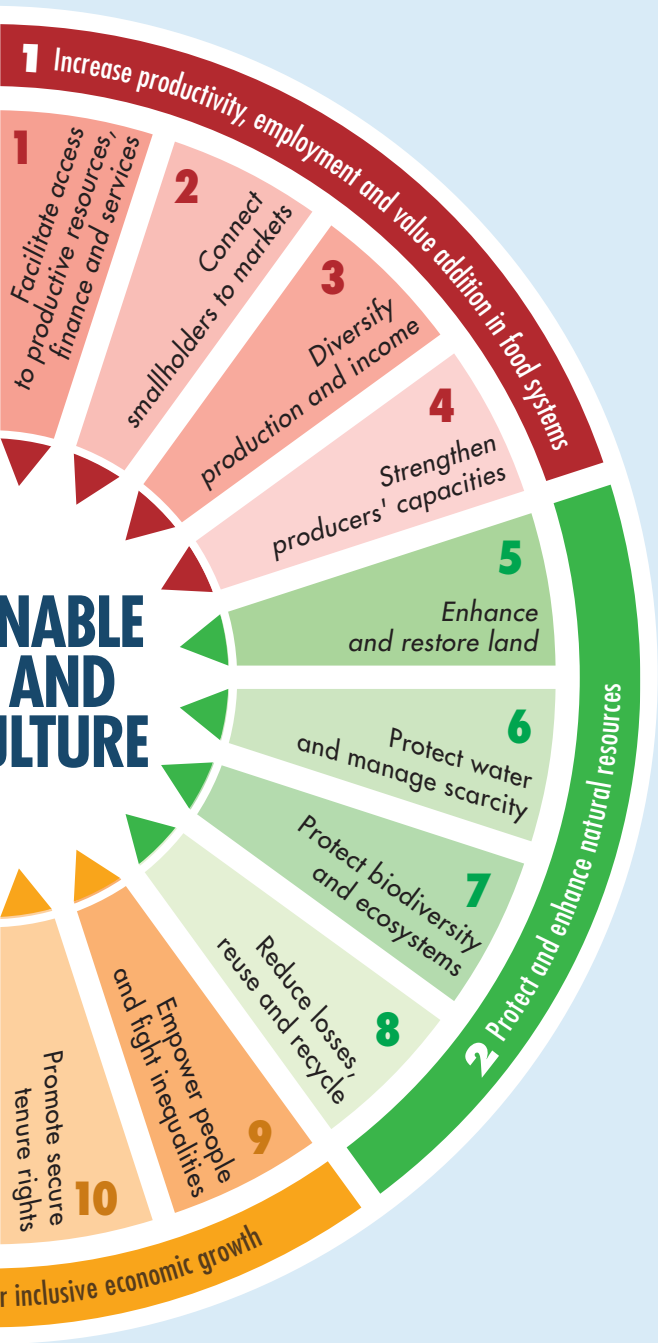 1 Increase productivity, employment and value addition in food systems
1
Facilitate access
to productive resources,
finance and services
2
Connect
smallholders to markets
3
Diversify
production and income
4
Strengthen
producers' capacities
5
Enhance
and restore land
6
Protect water
and manage scarcity
7
Protect biodiversity
and ecosystems
8
Reduce losses,
reuse and recycle
2 Protect and enhance natural resources
9
Empower people
and fight inequalities
10
Promote secure
tenure rights
r inclusive economic growth
NABLE
AND
ULTURE